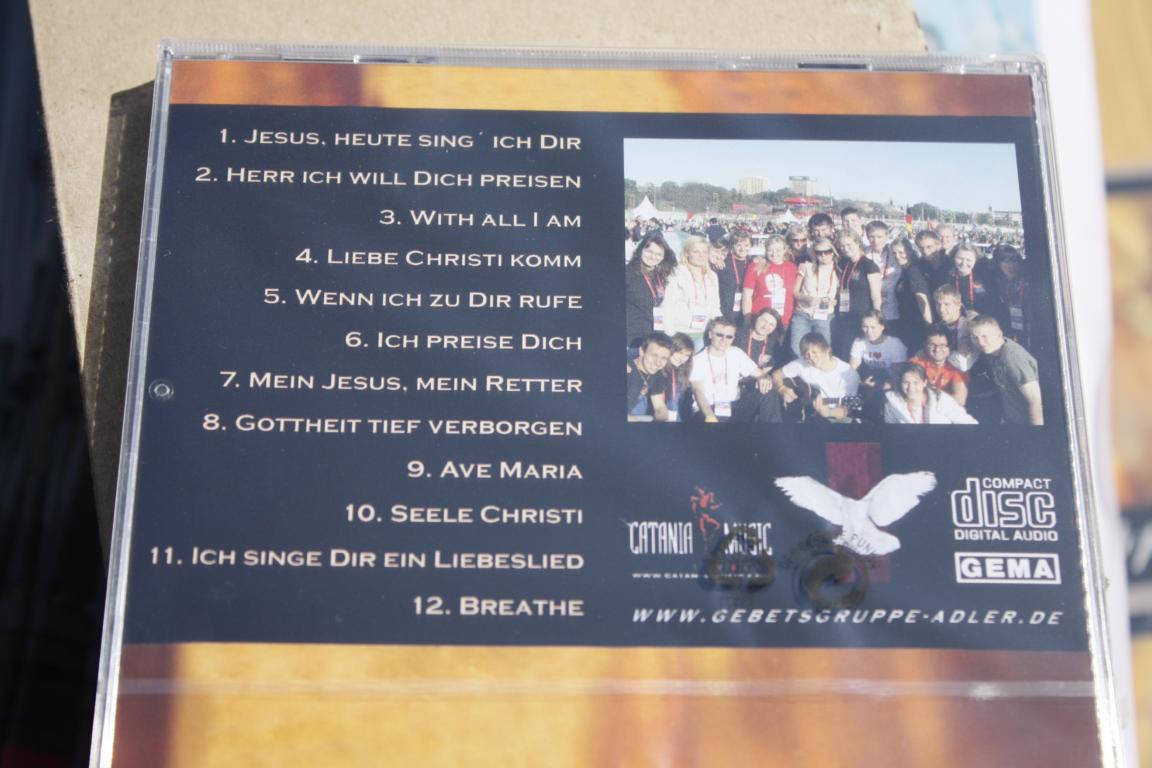 1. Jesus, heute sing´ ich Dir
2. Herr ich will Dich preisen
3. With all I am
4. Liebe Christi komm
5. Wenn ich zu Dir rufe
6. Ich preise Dich
7. Mein Jesus, mein Retter
8. Gottheit tief verborgen
9. Ave Maria
10. Seele Christi
11. Ich singe Dir ein Liebeslied
12. Breathe
CATANIA MUSIC
COMPACT
disc
DIGITAL AUDIO
GEMA
WWW.GEBETSGRUPPE-ADLER.DE